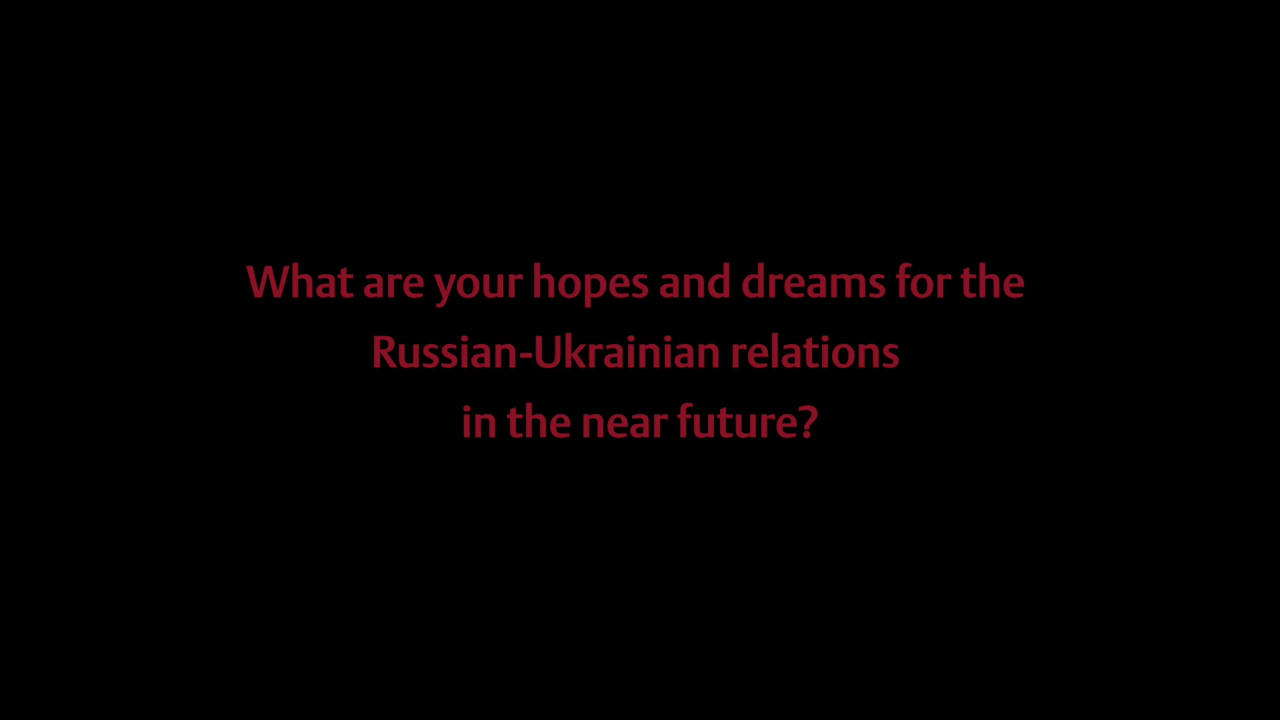 What are your hopes and dreams for the
Russian-Ukrainian relations
in the near future?